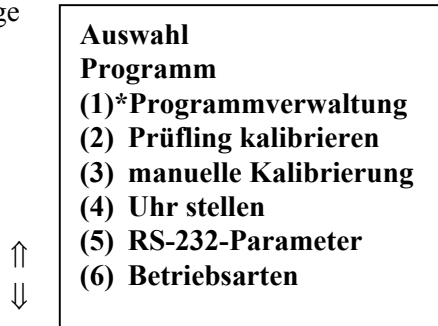 ge
Auswahl
Programm
(1)*Programmverwaltung
(2) Prüfling kalibrieren
(3) manuelle Kalibrierung
(4) Uhr stellen
(5) RS-232-Parameter
⇑
(6) Betriebsarten
⇓